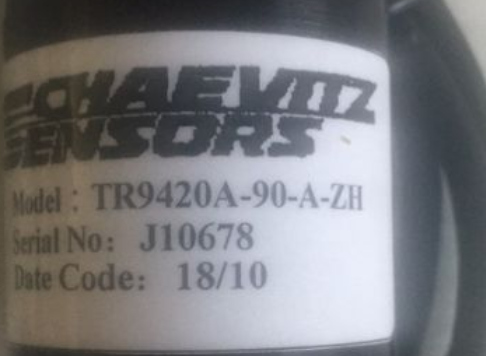 SCHAEVITZ
SENSORS
Model : TR9420A-90-A-ZH
Serial No: J10678
Date Code: 18/10